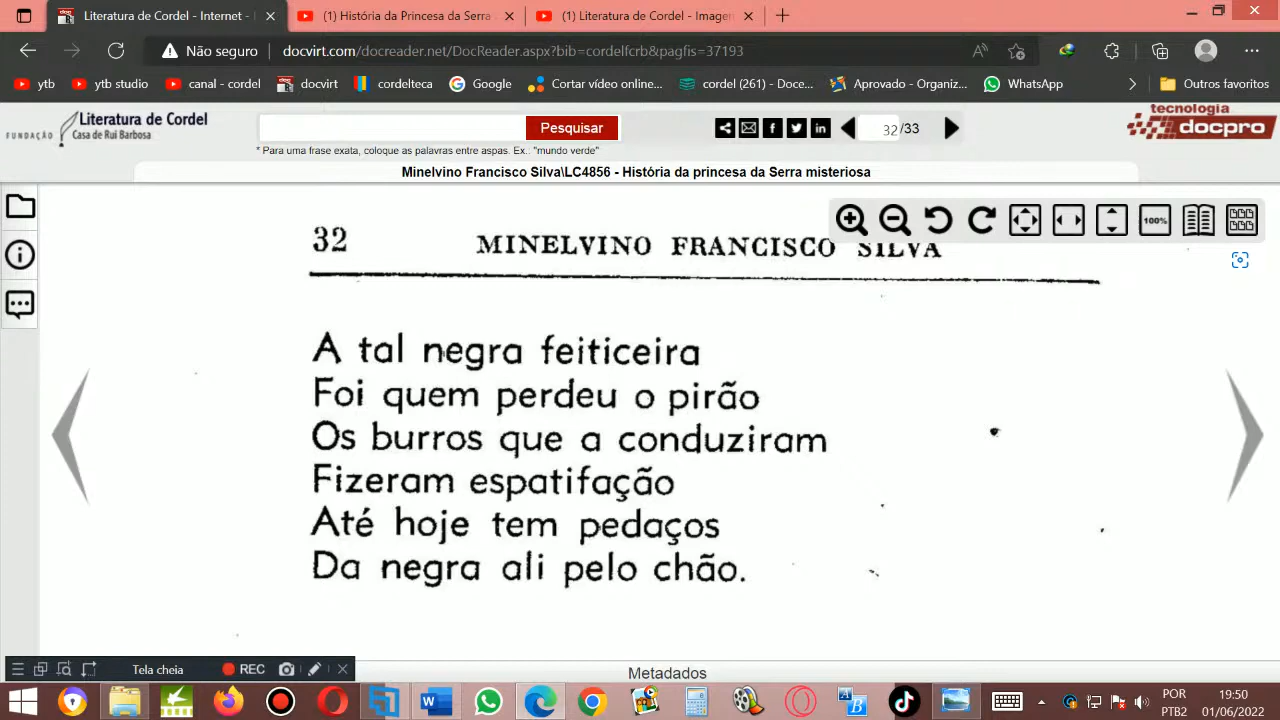 Literatura de Cordel - Internet -
(1) História da Princesa da Serra
(1) Literatura de Cordel - Imagen
Não seguro
docvirt.com/docreader.net/DocReader.aspx?bib=cordelfcrb&pagfis=37193
ytb
ytb studio
canal - cordel
docvirt
cordelteca
Google
Cortar vídeo online...
cordel (261) - Doce...
Aprovado - Organiz...
WhatsApp
Outros favoritos
FUNDAÇÃO
Literatura de Cordel
Casa de Rui Barbosa
Pesquisar
* Para uma frase exata, coloque as palavras entre aspas. Ex.: "mundo verde"
32 /33
tecnologia
docpro
Minelvino Francisco Silva\LC4856 - História da princesa da Serra misteriosa
100%
32 MINELVINO FRANCISCO SILVA
A tal negra feiticeira
Foi quem perdeu o pirão
Os burros que a conduziram
Fizeram espatifação
Até hoje tem pedaços
Da negra ali pelo chão.
Tela cheia
REC
Metadados
POR
PTB2
19:50
01/06/2022